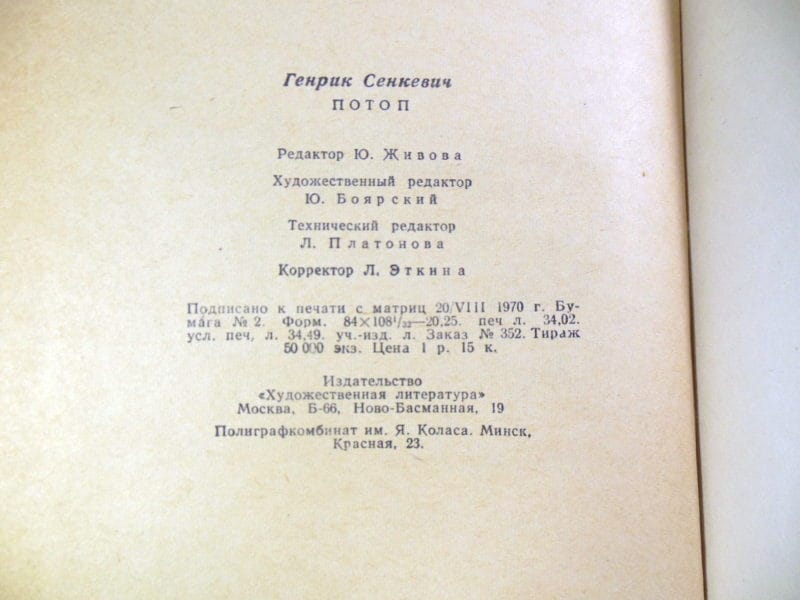 Генрик Сенкевич
ПОТОП
Редактор Ю. Живова
Художественный редактор
Ю. Боярский
Технический редактор
Л. Платонова
Корректор Л. Эткина
Подписано к печати с матриц 20/VIII 1970 г. Бу-
мага № 2. Форм. 84×108¹/₃₂—20,25. печ л. 34,02.
усл. печ. л. 34,49. уч.-изд. л. Заказ № 352. Тираж
50 000 экз. Цена 1 р. 15 к.
Издательство
«Художественная литература»
Москва, Б-66, Ново-Басманная, 19
Полиграфкомбинат им. Я. Коласа. Минск,
Красная, 23.